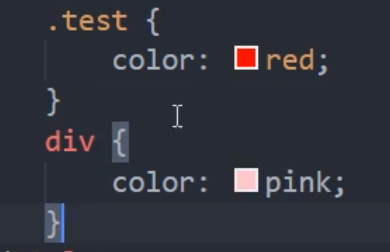 .test {
color: red;
}
div {
color: pink;
}